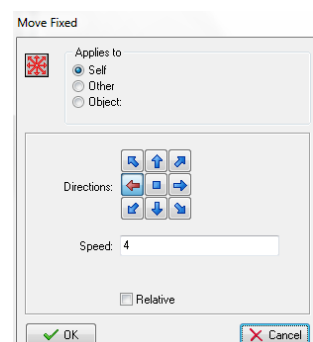 Move Fixed
Applies to
Self
Other
Object:
Directions:
Speed: 4
Relative
OK Cancel